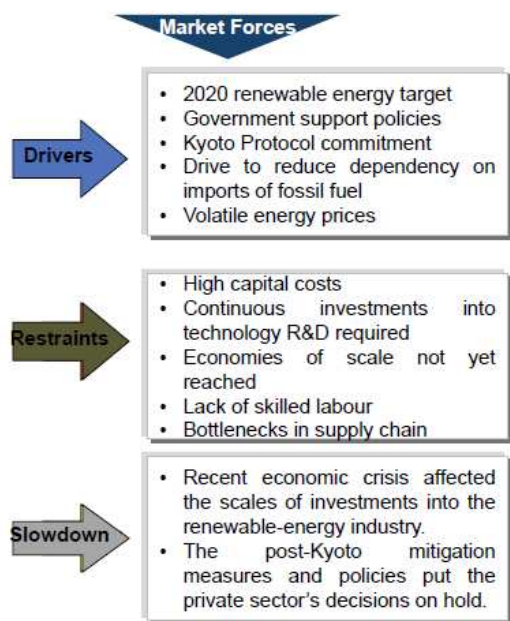 Market Forces
Drivers
• 2020 renewable energy target
• Government support policies
• Kyoto Protocol commitment
• Drive to reduce dependency on
imports of fossil fuel
• Volatile energy prices
Restraints
• High capital costs
• Continuous investments into
technology R&D required
• Economies of scale not yet
reached
• Lack of skilled labour
• Bottlenecks in supply chain
Slowdown
• Recent economic crisis affected
the scales of investments into the
renewable-energy industry.
• The post-Kyoto mitigation
measures and policies put the
private sector's decisions on hold.